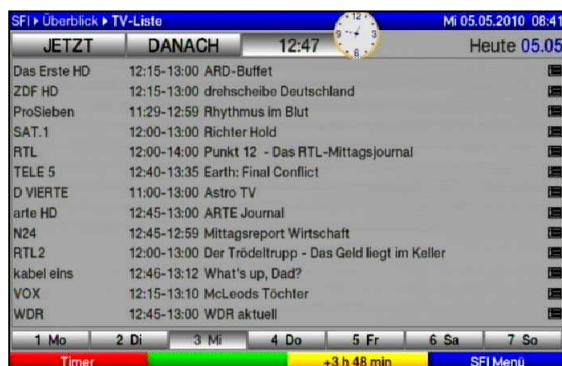 SFI ▸ Überblick ▸ TV-Liste Mi 05.05.2010 08:41
12 3 6 9
JETZT DANACH 12:47 Heute 05.05
Das Erste HD 12:15-13:00 ARD-Buffet
ZDF HD 12:15-13:00 drehscheibe Deutschland
ProSieben 11:29-12:59 Rhythmus im Blut
SAT.1 12:00-13:00 Richter Hold
RTL 12:00-14:00 Punkt 12 - Das RTL-Mittagsjournal
TELE 5 12:40-13:35 Earth: Final Conflict
D VIERTE 11:00-13:00 Astro TV
arte HD 12:45-13:00 ARTE Journal
N24 12:45-12:59 Mittagsreport Wirtschaft
RTL2 12:00-13:00 Der Trödeltrupp - Das Geld liegt im Keller
kabel eins 12:46-13:12 What's up, Dad?
VOX 12:15-13:10 McLeods Töchter
WDR 12:45-13:00 WDR aktuell
1 Mo 2 Di 3 Mi 4 Do 5 Fr 6 Sa 7 So
Timer +3 h 48 min SFI Menü